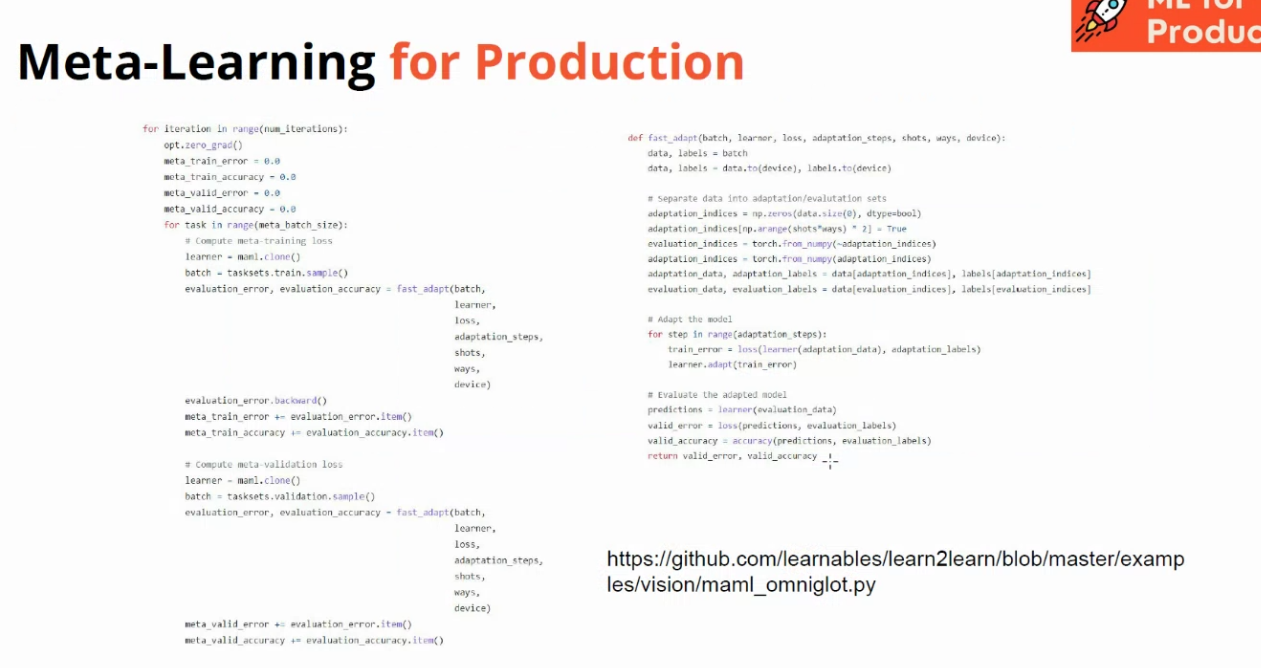 ML for
Produc
Meta-Learning for Production
for iteration in range(num_iterations):
    opt.zero_grad()
    meta_train_error = 0.0
    meta_train_accuracy = 0.0
    meta_valid_error = 0.0
    meta_valid_accuracy = 0.0
    for task in range(meta_batch_size):
        # Compute meta-training loss
        learner = maml.clone()
        batch = tasksets.train.sample()
        evaluation_error, evaluation_accuracy = fast_adapt(batch,
                                                           learner,
                                                           loss,
                                                           adaptation_steps,
                                                           shots,
                                                           ways,
                                                           device)
        evaluation_error.backward()
        meta_train_error += evaluation_error.item()
        meta_train_accuracy += evaluation_accuracy.item()
        # Compute meta-validation loss
        learner = maml.clone()
        batch = tasksets.validation.sample()
        evaluation_error, evaluation_accuracy = fast_adapt(batch,
                                                           learner,
                                                           loss,
                                                           adaptation_steps,
                                                           shots,
                                                           ways,
                                                           device)
        meta_valid_error += evaluation_error.item()
        meta_valid_accuracy += evaluation_accuracy.item()
def fast_adapt(batch, learner, loss, adaptation_steps, shots, ways, device):
    data, labels = batch
    data, labels = data.to(device), labels.to(device)
    # Separate data into adaptation/evalutation sets
    adaptation_indices = np.zeros(data.size(0), dtype=bool)
    adaptation_indices[np.arange(shots*ways) * 2] = True
    evaluation_indices = torch.from_numpy(~adaptation_indices)
    adaptation_indices = torch.from_numpy(adaptation_indices)
    adaptation_data, adaptation_labels = data[adaptation_indices], labels[adaptation_indices]
    evaluation_data, evaluation_labels = data[evaluation_indices], labels[evaluation_indices]
    # Adapt the model
    for step in range(adaptation_steps):
        train_error = loss(learner(adaptation_data), adaptation_labels)
        learner.adapt(train_error)
    # Evaluate the adapted model
    predictions = learner(evaluation_data)
    valid_error = loss(predictions, evaluation_labels)
    valid_accuracy = accuracy(predictions, evaluation_labels)
    return valid_error, valid_accuracy
https://github.com/learnables/learn2learn/blob/master/examp
les/vision/maml_omniglot.py